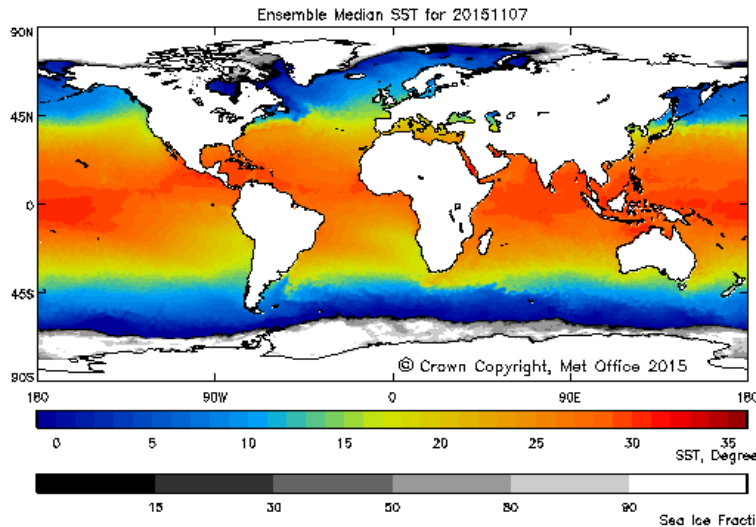 Ensemble Median SST for 20151107
90N
45N
0
45S
90S
© Crown Copyright, Met Office 2015
180 90W 0 90E 180
0 5 10 15 20 25 30 35
SST, Degree
15 30 50 80 90
Sea Ice Fracti